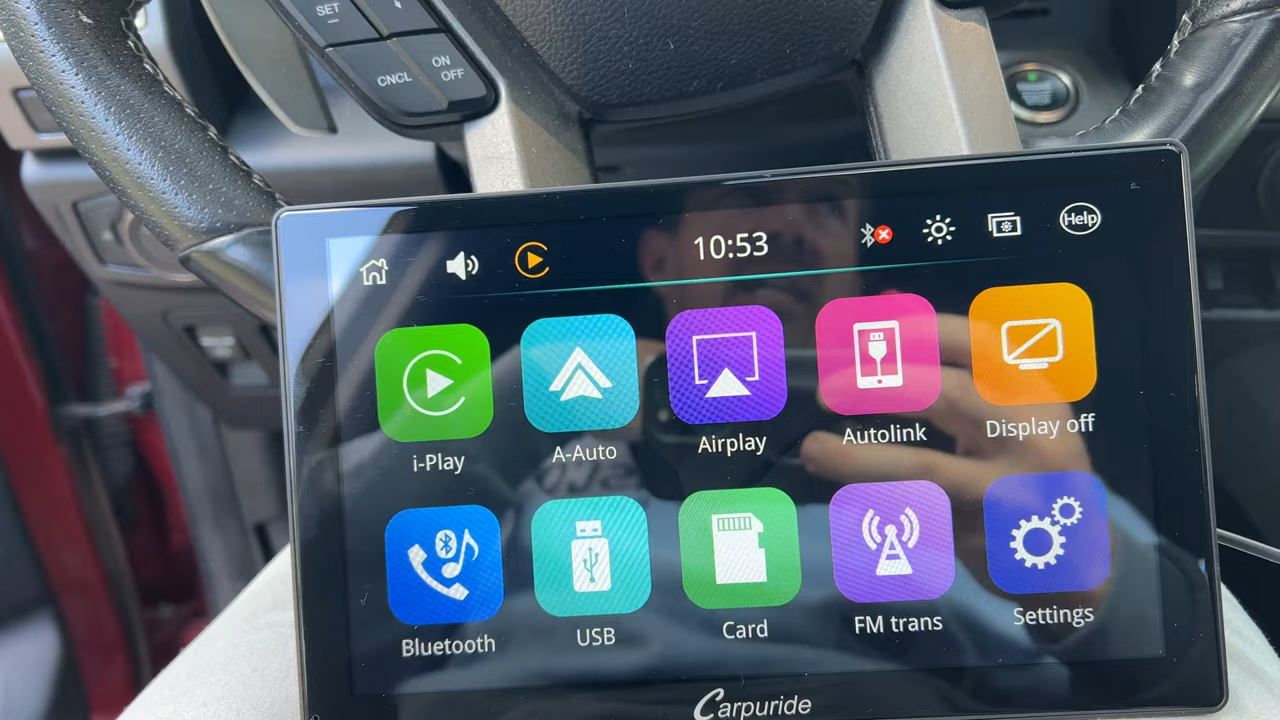 SET
CNCL
ON
OFF
10:53
Help
i-Play
A-Auto
Airplay
Autolink
Display off
Bluetooth
USB
Card
FM trans
Settings
Carpuride